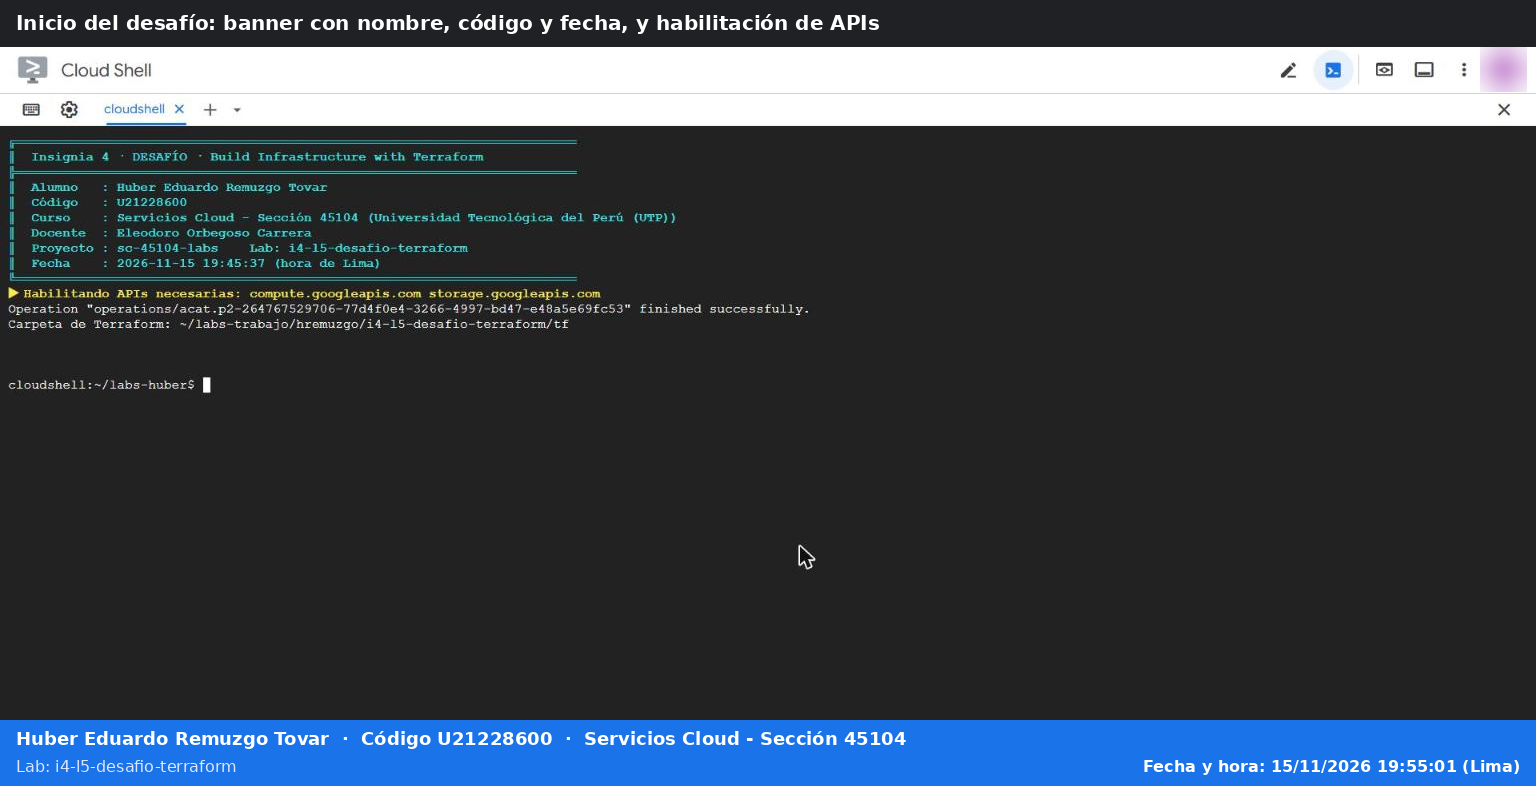 Inicio del desafío: banner con nombre, código y fecha, y habilitación de APIs
Cloud Shell
cloudshell
Insignia 4 · DESAFÍO · Build Infrastructure with Terraform
Alumno : Huber Eduardo Remuzgo Tovar
Código : U21228600
Curso : Servicios Cloud - Sección 45104 (Universidad Tecnológica del Perú (UTP))
Docente : Eleodoro Orbegoso Carrera
Proyecto : sc-45104-labs Lab: i4-l5-desafio-terraform
Fecha : 2026-11-15 19:45:37 (hora de Lima)
▶ Habilitando APIs necesarias: compute.googleapis.com storage.googleapis.com
Operation "operations/acat.p2-264767529706-77d4f0e4-3266-4997-bd47-e48a5e69fc53" finished successfully.
Carpeta de Terraform: ~/labs-trabajo/hremuzgo/i4-l5-desafio-terraform/tf
cloudshell:~/labs-huber$
Huber Eduardo Remuzgo Tovar · Código U21228600 · Servicios Cloud - Sección 45104
Lab: i4-l5-desafio-terraform
Fecha y hora: 15/11/2026 19:55:01 (Lima)